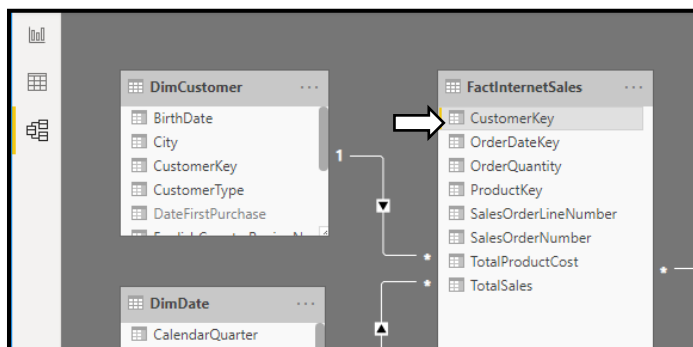 DimCustomer ...
BirthDate
City
CustomerKey
CustomerType
DateFirstPurchase
1
FactInternetSales ...
CustomerKey
OrderDateKey
OrderQuantity
ProductKey
SalesOrderLineNumber
SalesOrderNumber
TotalProductCost
TotalSales
*
*
*
DimDate ...
CalendarQuarter